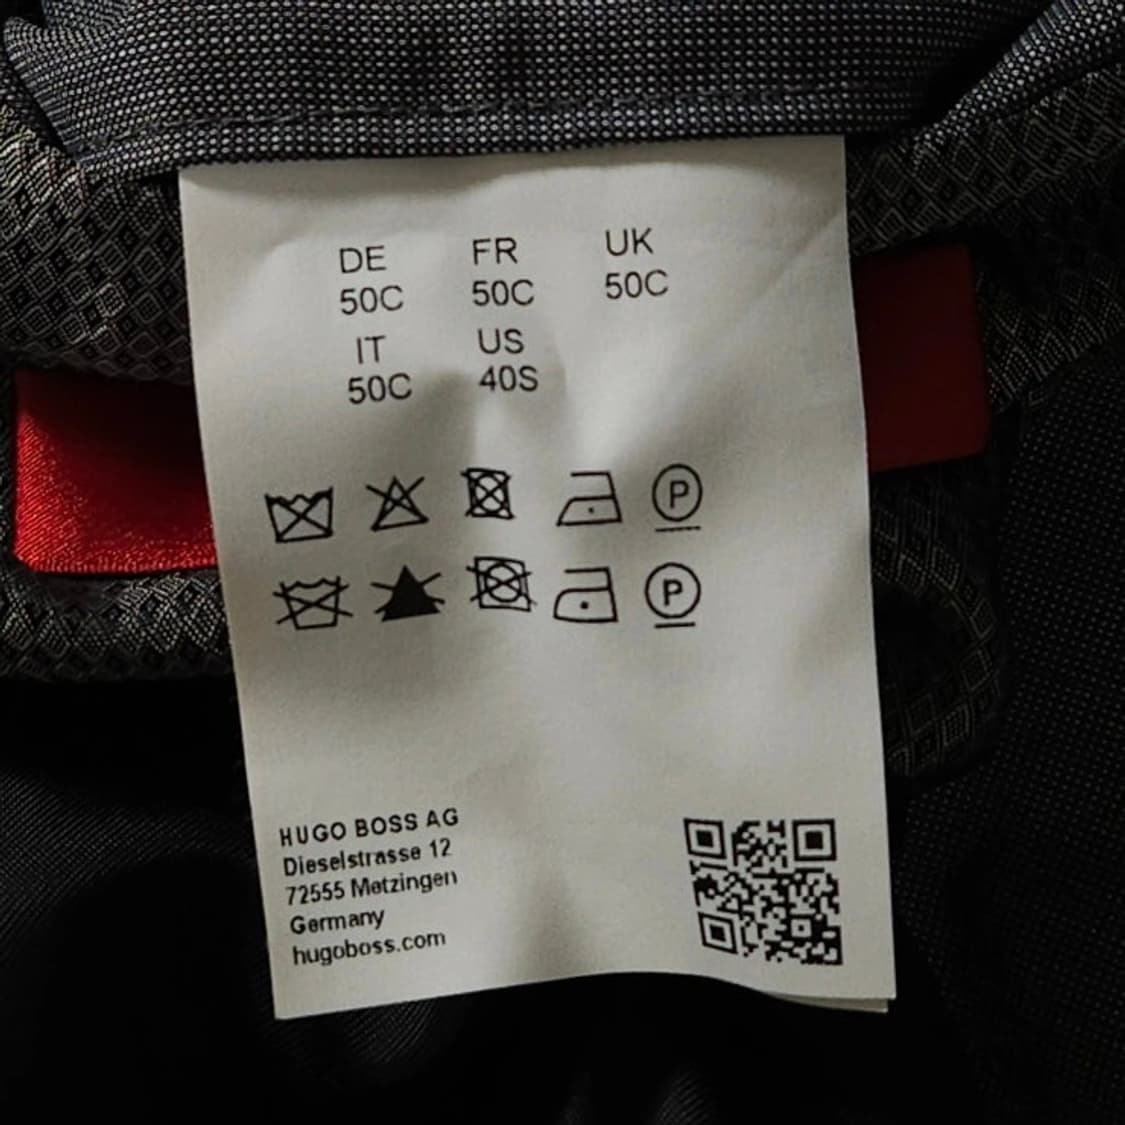 DE FR UK
50C 50C 50C
IT US
50C 40S
P
P
HUGO BOSS AG
Dieselstrasse 12
72555 Metzingen
Germany
hugoboss.com